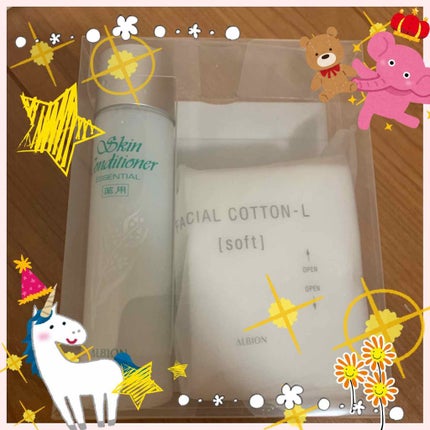 Skin
Conditioner
ESSENTIAL
薬用
ALBION
FACIAL COTTON-L
[soft]
OPEN
OPEN
ALBION